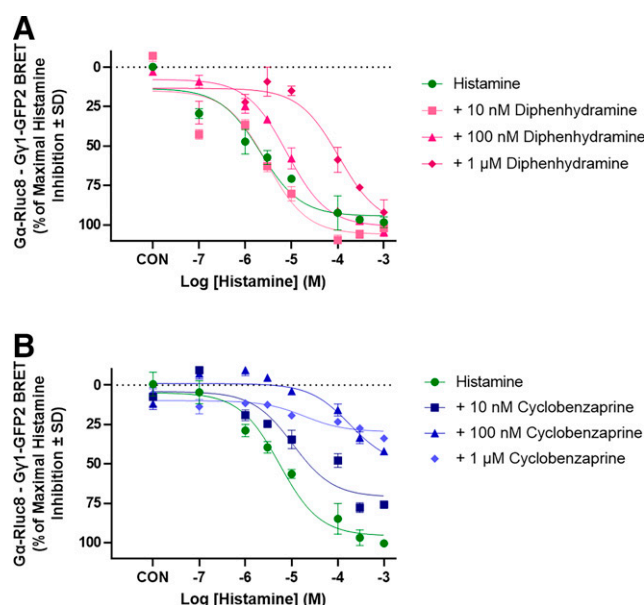 A
Gα-Rluc8 - Gγ1-GFP2 BRET
(% of Maximal Histamine
Inhibition ± SD)
0
25
50
75
100
CON
-7
-6
-5
-4
-3
Log [Histamine] (M)
Histamine
+ 10 nM Diphenhydramine
+ 100 nM Diphenhydramine
+ 1 µM Diphenhydramine
B
Gα-Rluc8 - Gγ1-GFP2 BRET
(% of Maximal Histamine
Inhibition ± SD)
0
25
50
75
100
CON
-7
-6
-5
-4
-3
Log [Histamine] (M)
Histamine
+ 10 nM Cyclobenzaprine
+ 100 nM Cyclobenzaprine
+ 1 µM Cyclobenzaprine